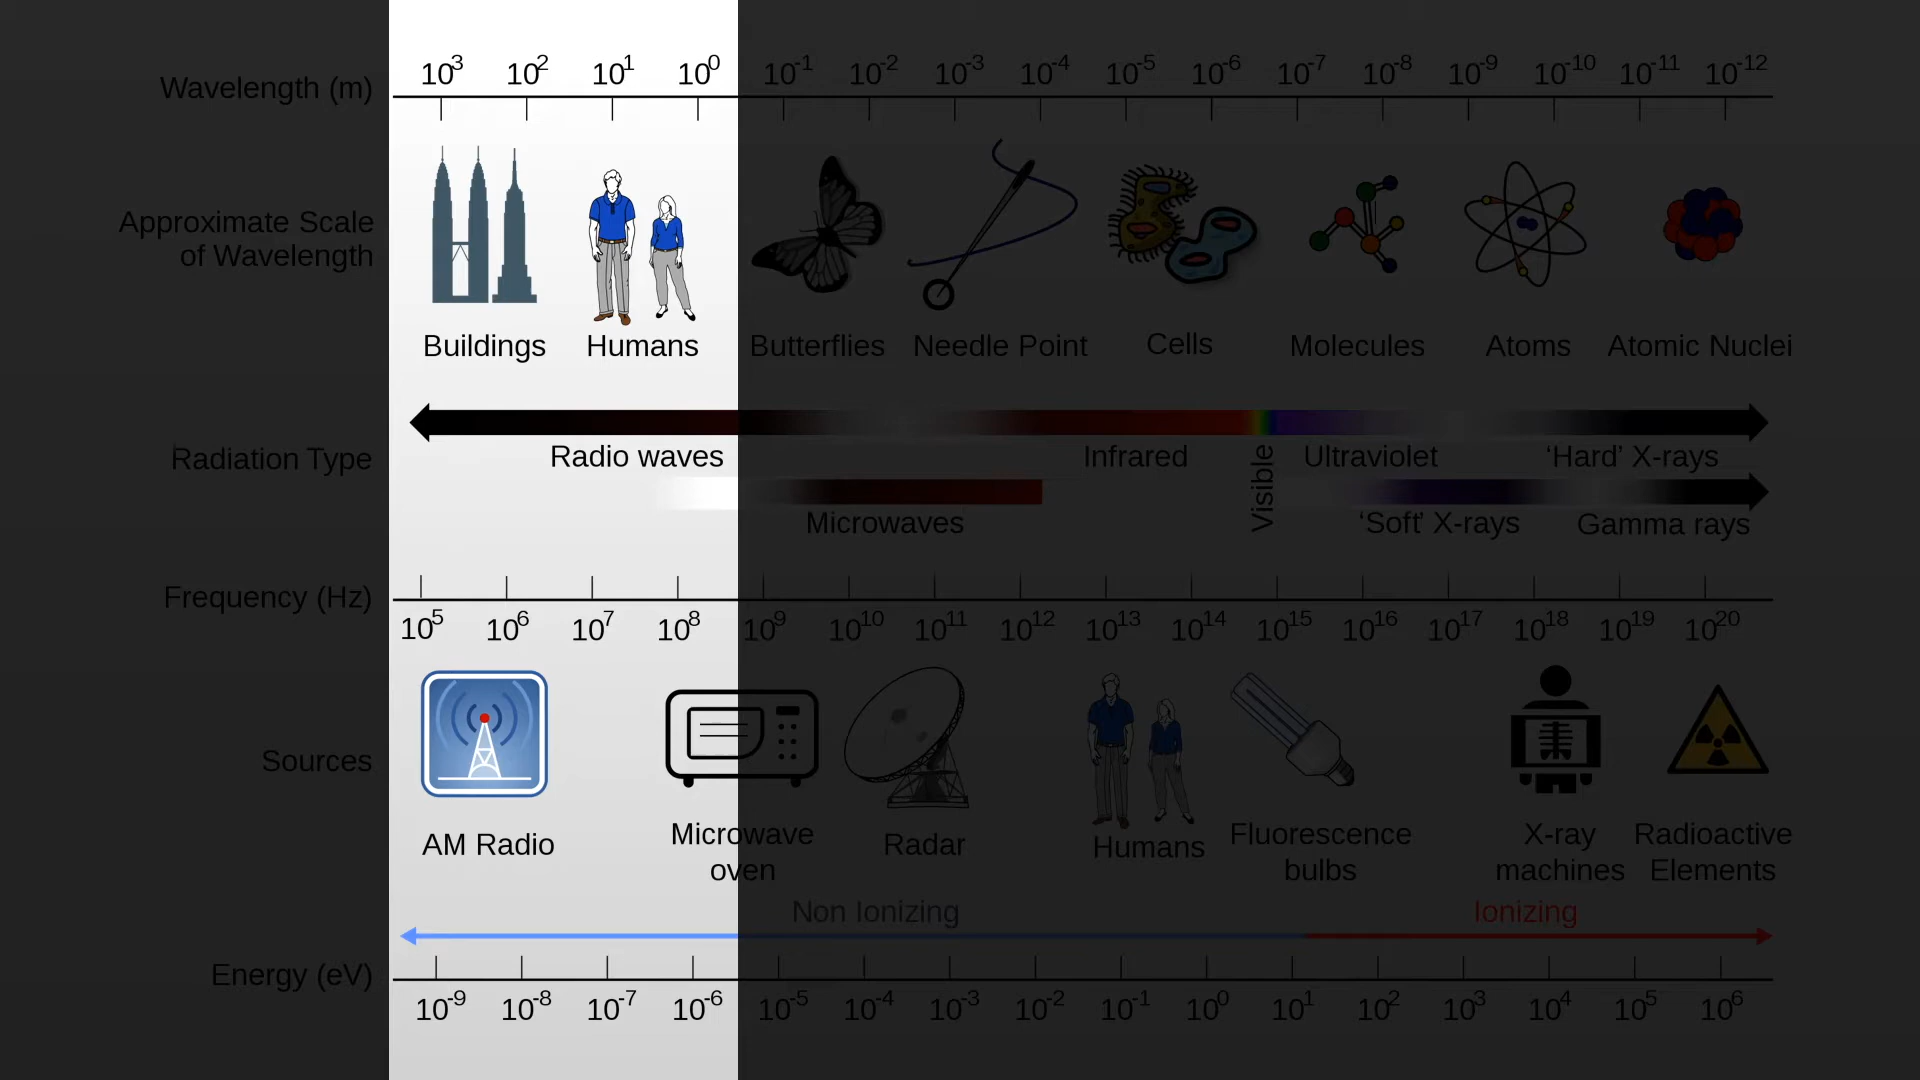 Wavelength (m)
10³ 10² 10¹ 10⁰ 10⁻¹ 10⁻² 10⁻³ 10⁻⁴ 10⁻⁵ 10⁻⁶ 10⁻⁷ 10⁻⁸ 10⁻⁹ 10⁻¹⁰ 10⁻¹¹ 10⁻¹²
Approximate Scale
of Wavelength
Buildings Humans Butterflies Needle Point Cells Molecules Atoms Atomic Nuclei
Radiation Type
Radio waves Infrared Visible Ultraviolet ‘Hard’ X-rays
Microwaves ‘Soft’ X-rays Gamma rays
Frequency (Hz)
10⁵ 10⁶ 10⁷ 10⁸ 10⁹ 10¹⁰ 10¹¹ 10¹² 10¹³ 10¹⁴ 10¹⁵ 10¹⁶ 10¹⁷ 10¹⁸ 10¹⁹ 10²⁰
Sources
AM Radio
Microwave
oven
Radar
Humans
Fluorescence
bulbs
X-ray
machines
Radioactive
Elements
Non Ionizing Ionizing
Energy (eV)
10⁻⁹ 10⁻⁸ 10⁻⁷ 10⁻⁶ 10⁻⁵ 10⁻⁴ 10⁻³ 10⁻² 10⁻¹ 10⁰ 10¹ 10² 10³ 10⁴ 10⁵ 10⁶